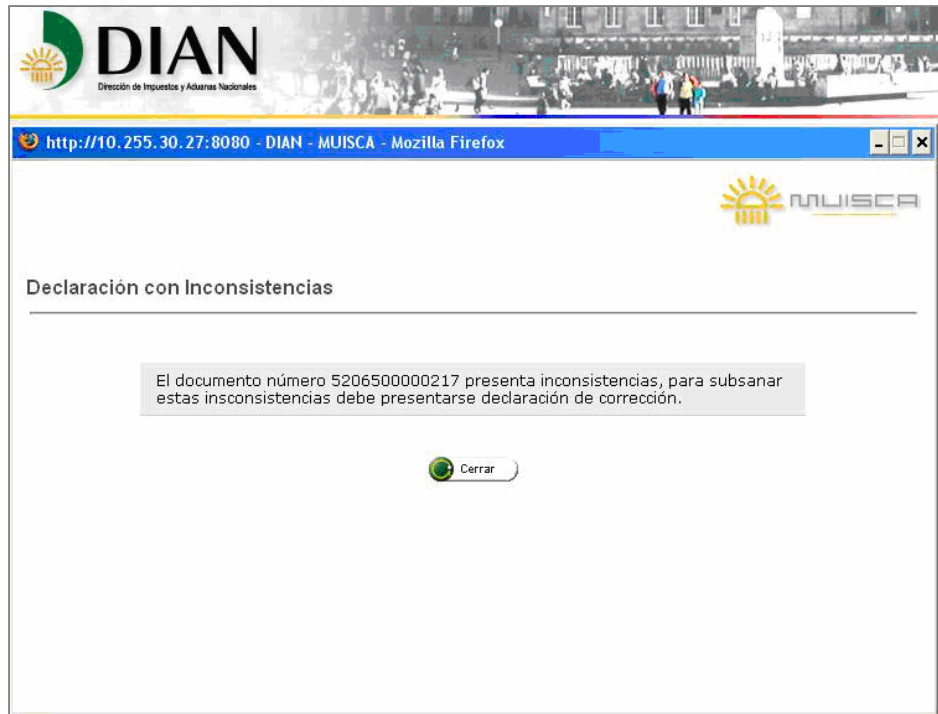 DIAN
Dirección de Impuestos y Aduanas Nacionales
http://10.255.30.27:8080 - DIAN - MUISCA - Mozilla Firefox
MUISCA
Declaración con Inconsistencias
El documento número 5206500000217 presenta inconsistencias, para subsanar
estas insconsistencias debe presentarse declaración de corrección.
Cerrar